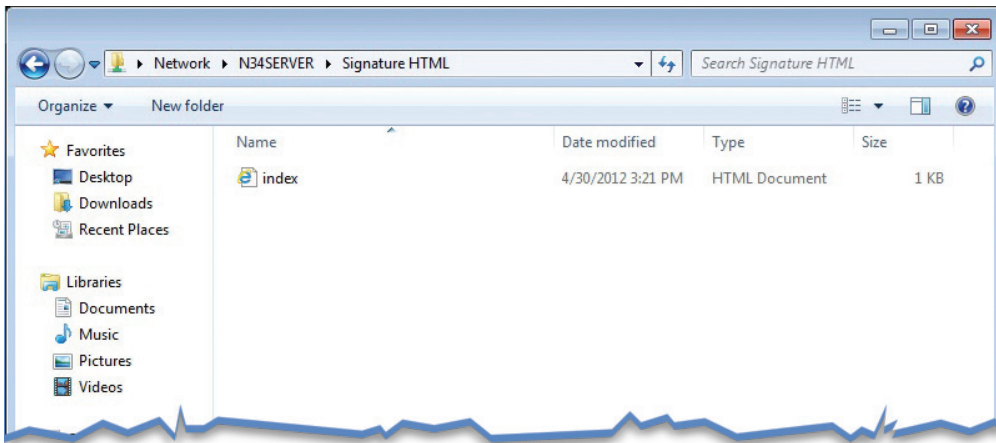 Network ▸ N34SERVER ▸ Signature HTML
Search Signature HTML
Organize
New folder
Favorites
Desktop
Downloads
Recent Places
Libraries
Documents
Music
Pictures
Videos
Name
Date modified
Type
Size
index
4/30/2012 3:21 PM
HTML Document
1 KB